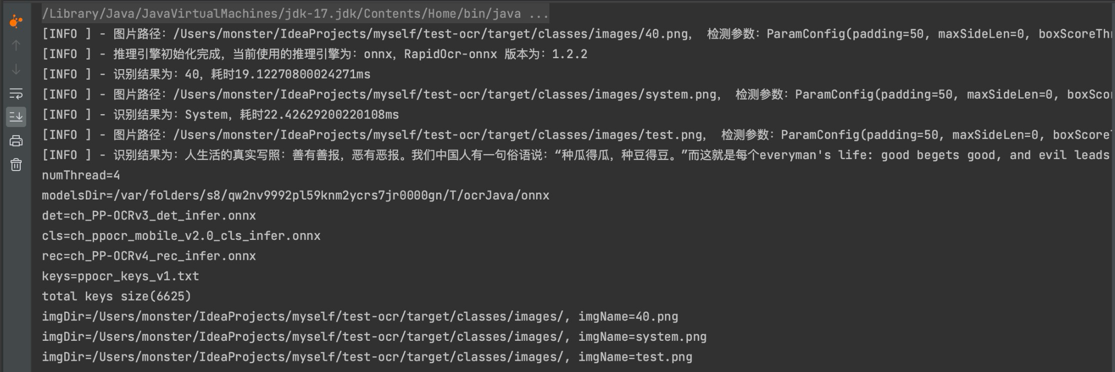 /Library/Java/JavaVirtualMachines/jdk-17.jdk/Contents/Home/bin/java ...
[INFO ] - 图片路径：/Users/monster/IdeaProjects/myself/test-ocr/target/classes/images/40.png， 检测参数：ParamConfig(padding=50, maxSideLen=0, boxScoreThr
[INFO ] - 推理引擎初始化完成，当前使用的推理引擎为：onnx，RapidOcr-onnx 版本为：1.2.2
[INFO ] - 识别结果为：40，耗时19.12270800024271ms
[INFO ] - 图片路径：/Users/monster/IdeaProjects/myself/test-ocr/target/classes/images/system.png， 检测参数：ParamConfig(padding=50, maxSideLen=0, boxScor
[INFO ] - 识别结果为：System，耗时22.42629200220108ms
[INFO ] - 图片路径：/Users/monster/IdeaProjects/myself/test-ocr/target/classes/images/test.png， 检测参数：ParamConfig(padding=50, maxSideLen=0, boxScoreT
[INFO ] - 识别结果为：人生活的真实写照：善有善报，恶有恶报。我们中国人有一句俗语说：“种瓜得瓜，种豆得豆。”而这就是每个everyman's life: good begets good, and evil leads
numThread=4
modelsDir=/var/folders/s8/qw2nv9992pl59knm2ycrs7jr0000gn/T/ocrJava/onnx
det=ch_PP-OCRv3_det_infer.onnx
cls=ch_ppocr_mobile_v2.0_cls_infer.onnx
rec=ch_PP-OCRv4_rec_infer.onnx
keys=ppocr_keys_v1.txt
total keys size(6625)
imgDir=/Users/monster/IdeaProjects/myself/test-ocr/target/classes/images/, imgName=40.png
imgDir=/Users/monster/IdeaProjects/myself/test-ocr/target/classes/images/, imgName=system.png
imgDir=/Users/monster/IdeaProjects/myself/test-ocr/target/classes/images/, imgName=test.png